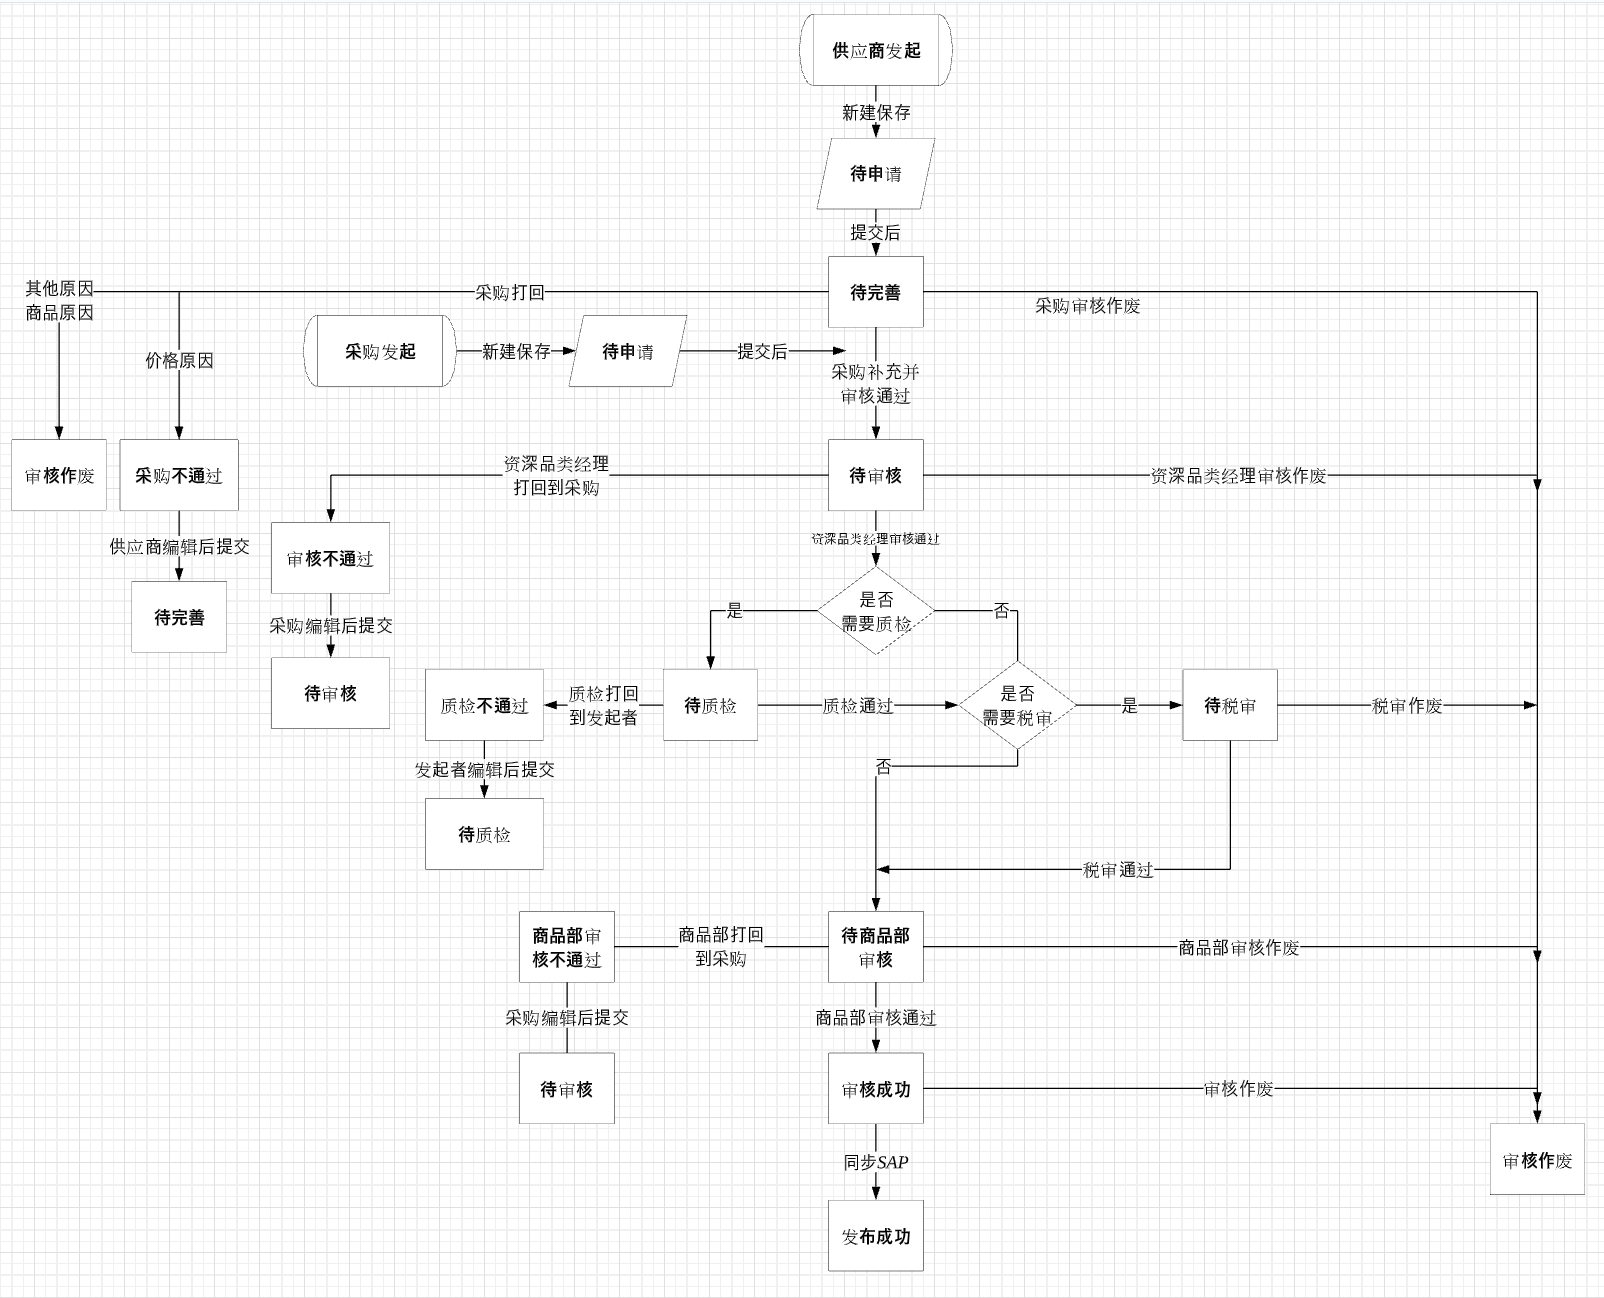 供应商发起
新建保存
待申请
提交后
待完善
采购打回
其他原因
商品原因
采购审核作废
采购发起
新建保存
待申请
提交后
价格原因
采购补充并
审核通过
审核作废
采购不通过
资深品类经理
打回到采购
待审核
资深品类经理审核作废
供应商编辑后提交
审核不通过
资深品类经理审核通过
待完善
采购编辑后提交
是
是否
需要质检
否
待审核
质检不通过
质检打回
到发起者
待质检
质检通过
是否
需要税审
是
待税审
税审作废
发起者编辑后提交
否
待质检
税审通过
商品部审
核不通过
商品部打回
到采购
待商品部
审核
商品部审核作废
采购编辑后提交
商品部审核通过
待审核
审核成功
审核作废
同步SAP
审核作废
发布成功